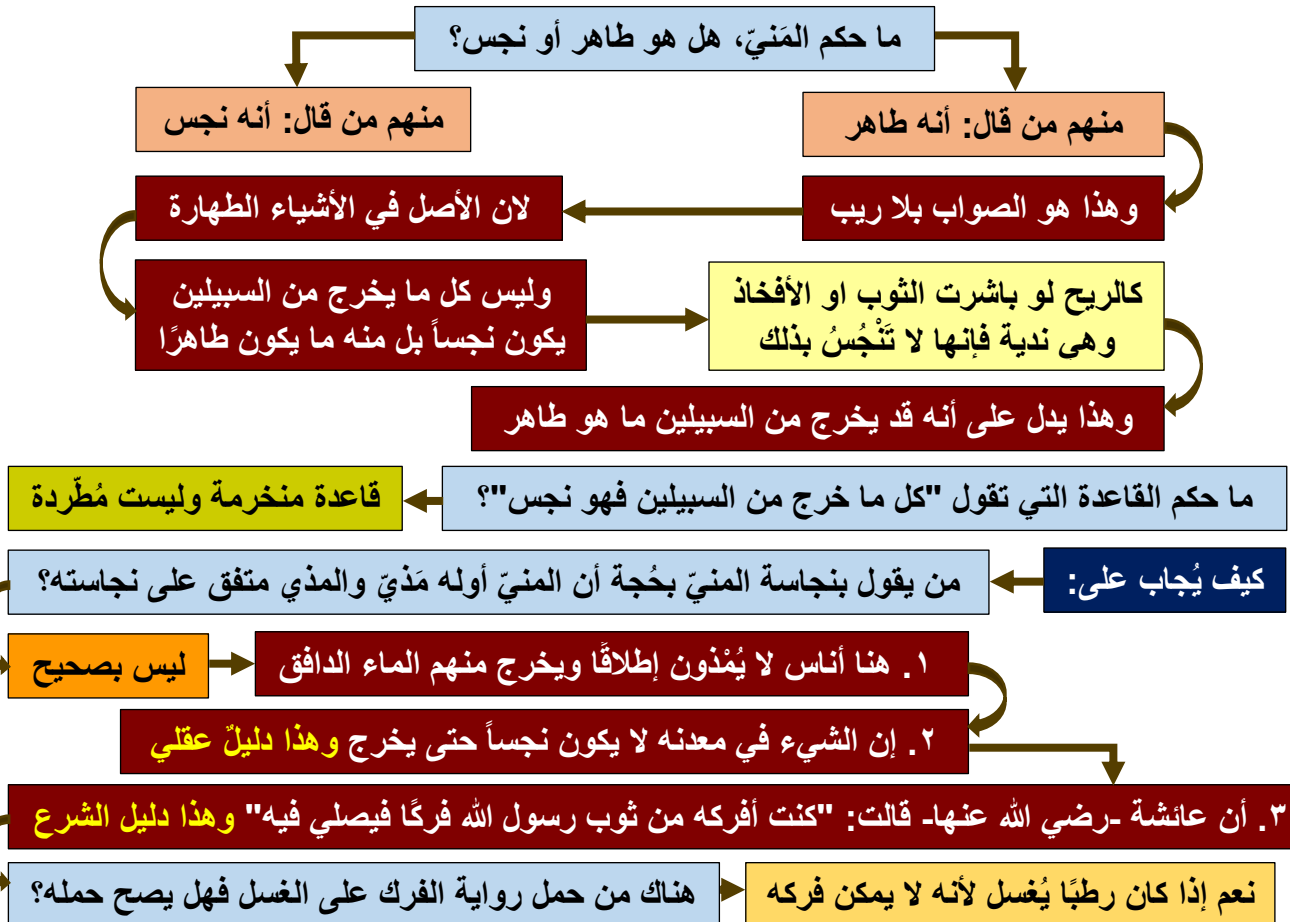 ما حكم المَنيّ، هل هو طاهر أو نجس؟
منهم من قال: أنه طاهر
منهم من قال: أنه نجس
وهذا هو الصواب بلا ريب
لان الأصل في الأشياء الطهارة
وليس كل ما يخرج من السبيلين
يكون نجساً بل منه ما يكون طاهرًا
كالريح لو باشرت الثوب او الأفخاذ
وهي ندية فإنها لا تَنْجُسُ بذلك
وهذا يدل على أنه قد يخرج من السبيلين ما هو طاهر
ما حكم القاعدة التي تقول "كل ما خرج من السبيلين فهو نجس"؟
قاعدة منخرمة وليست مُطّردة
كيف يُجاب على:
من يقول بنجاسة المنيّ بحُجة أن المنيّ أوله مَذيّ والمذي متفق على نجاسته؟
ليس بصحيح
١. هنا أناس لا يُمْذون إطلاقًا ويخرج منهم الماء الدافق
٢. إن الشيء في معدنه لا يكون نجساً حتى يخرج وهذا دليلٌ عقلي
٣. أن عائشة -رضي الله عنها- قالت: "كنت أفركه من ثوب رسول الله فركًا فيصلي فيه" وهذا دليل الشرع
هناك من حمل رواية الفرك على الغسل فهل يصح حمله؟
نعم إذا كان رطبًا يُغسل لأنه لا يمكن فركه